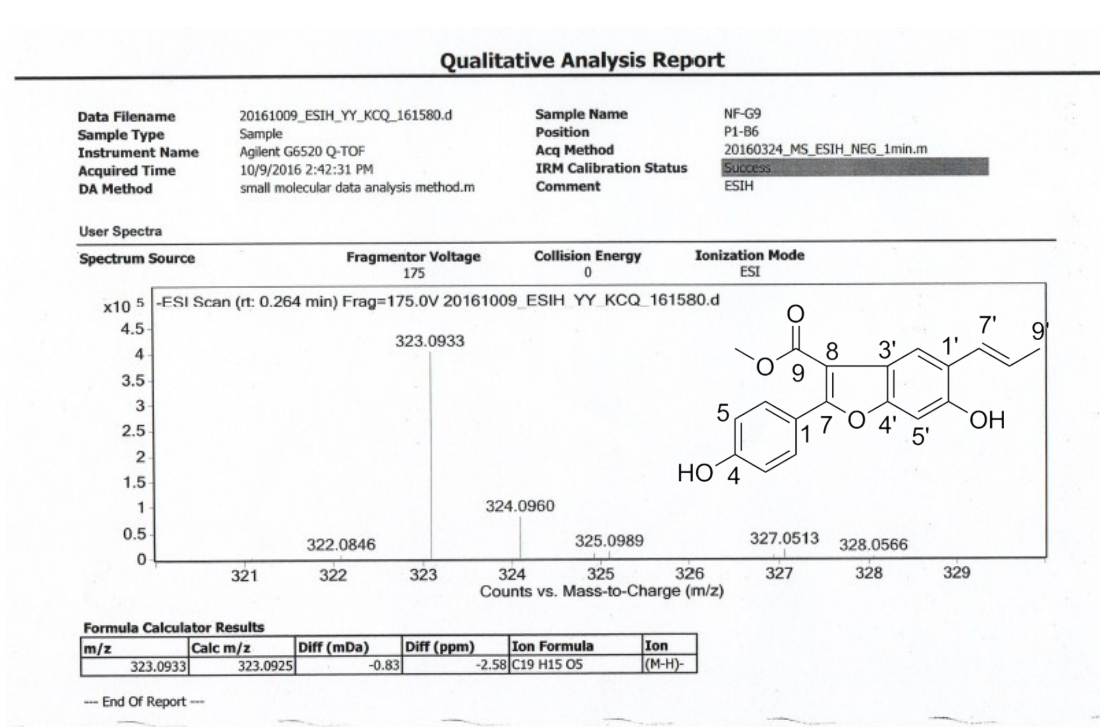 Qualitative Analysis Report
Data Filename 20161009_ESIH_YY_KCQ_161580.d Sample Name NF-G9
Sample Type Sample Position P1-B6
Instrument Name Agilent G6520 Q-TOF Acq Method 20160324_MS_ESIH_NEG_1min.m
Acquired Time 10/9/2016 2:42:31 PM IRM Calibration Status Success
DA Method small molecular data analysis method.m Comment ESIH
User Spectra
Spectrum Source Fragmentor Voltage Collision Energy Ionization Mode
175 0 ESI
x10 5 -ESI Scan (rt: 0.264 min) Frag=175.0V 20161009_ESIH_YY_KCQ_161580.d
4.5
4
3.5
3
2.5
2
1.5
1
0.5
0
323.0933
324.0960
322.0846
325.0989
327.0513
328.0566
O
O
9
8
3'
1'
7'
9'
5
1
7
O
4'
5'
OH
HO
4
321 322 323 324 325 326 327 328 329
Counts vs. Mass-to-Charge (m/z)
Formula Calculator Results
m/z Calc m/z Diff (mDa) Diff (ppm) Ion Formula Ion
323.0933 323.0925 -0.83 -2.58 C19 H15 O5 (M-H)-
--- End Of Report ---